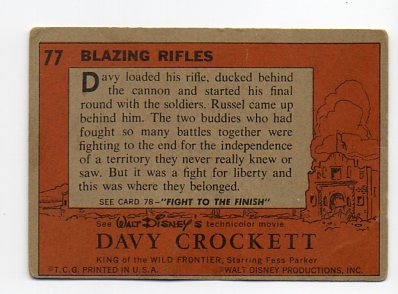 77 BLAZING RIFLES
Davy loaded his rifle, ducked behind
the cannon and started his final
round with the soldiers. Russel came up
behind him. The two buddies who had
fought so many battles together were
fighting to the end for the independence
of a territory they never really knew or
saw. But it was a fight for liberty and
this was where they belonged.
SEE CARD 78—"FIGHT TO THE FINISH"
See WALT DISNEY'S technicolor movie
DAVY CROCKETT
KING of the WILD FRONTIER, Starring Fess Parker
©T.C.G. PRINTED IN U.S.A. ©WALT DISNEY PRODUCTIONS, INC.